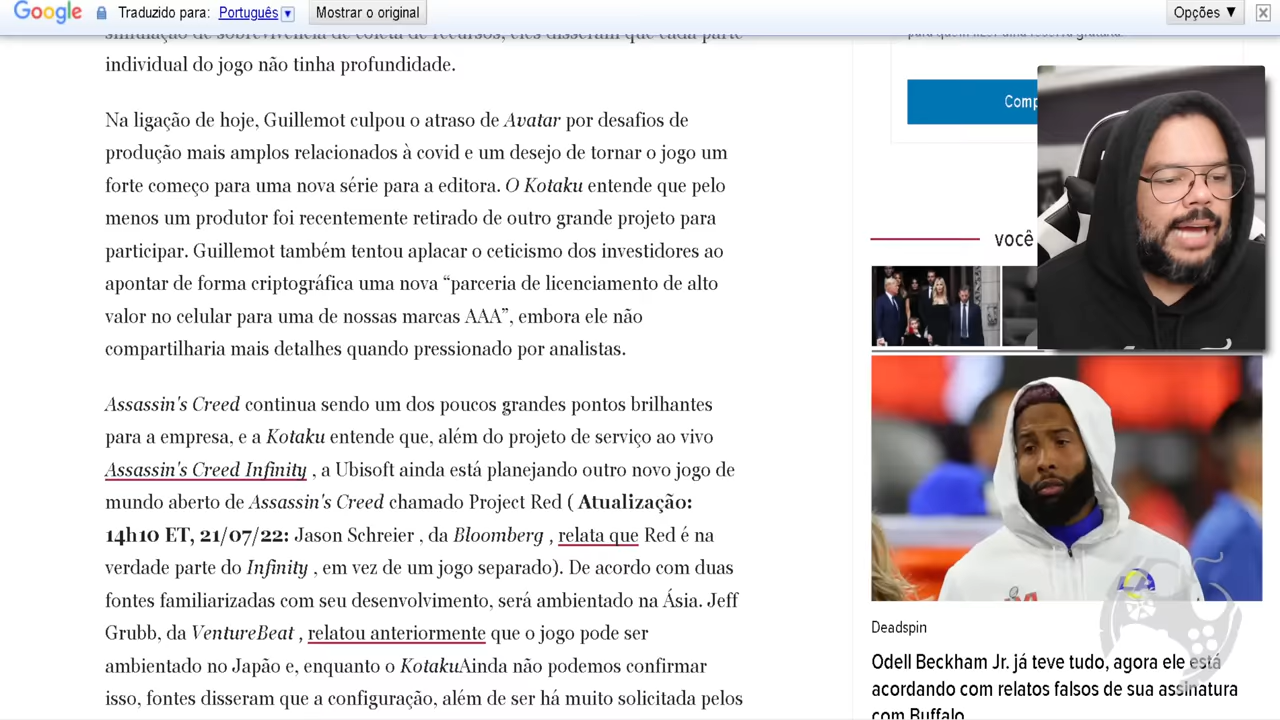 Google Traduzido para: Português Mostrar o original Opções ▼
simulação de sobrevivência de coleta de recursos, eles disseram que cada parte
individual do jogo não tinha profundidade.
Na ligação de hoje, Guillemot culpou o atraso de Avatar por desafios de
produção mais amplos relacionados à covid e um desejo de tornar o jogo um
forte começo para uma nova série para a editora. O Kotaku entende que pelo
menos um produtor foi recentemente retirado de outro grande projeto para
participar. Guillemot também tentou aplacar o ceticismo dos investidores ao
apontar de forma criptográfica uma nova “parceria de licenciamento de alto
valor no celular para uma de nossas marcas AAA”, embora ele não
compartilharia mais detalhes quando pressionado por analistas.
Assassin's Creed continua sendo um dos poucos grandes pontos brilhantes
para a empresa, e a Kotaku entende que, além do projeto de serviço ao vivo
Assassin's Creed Infinity , a Ubisoft ainda está planejando outro novo jogo de
mundo aberto de Assassin's Creed chamado Project Red ( Atualização:
14h10 ET, 21/07/22: Jason Schreier , da Bloomberg , relata que Red é na
verdade parte do Infinity , em vez de um jogo separado). De acordo com duas
fontes familiarizadas com seu desenvolvimento, será ambientado na Ásia. Jeff
Grubb, da VentureBeat , relatou anteriormente que o jogo pode ser
ambientado no Japão e, enquanto o KotakuAinda não podemos confirmar
isso, fontes disseram que a configuração, além de ser há muito solicitada pelos
Comp
você
Deadspin
Odell Beckham Jr. já teve tudo, agora ele está
acordando com relatos falsos de sua assinatura
com Buffalo